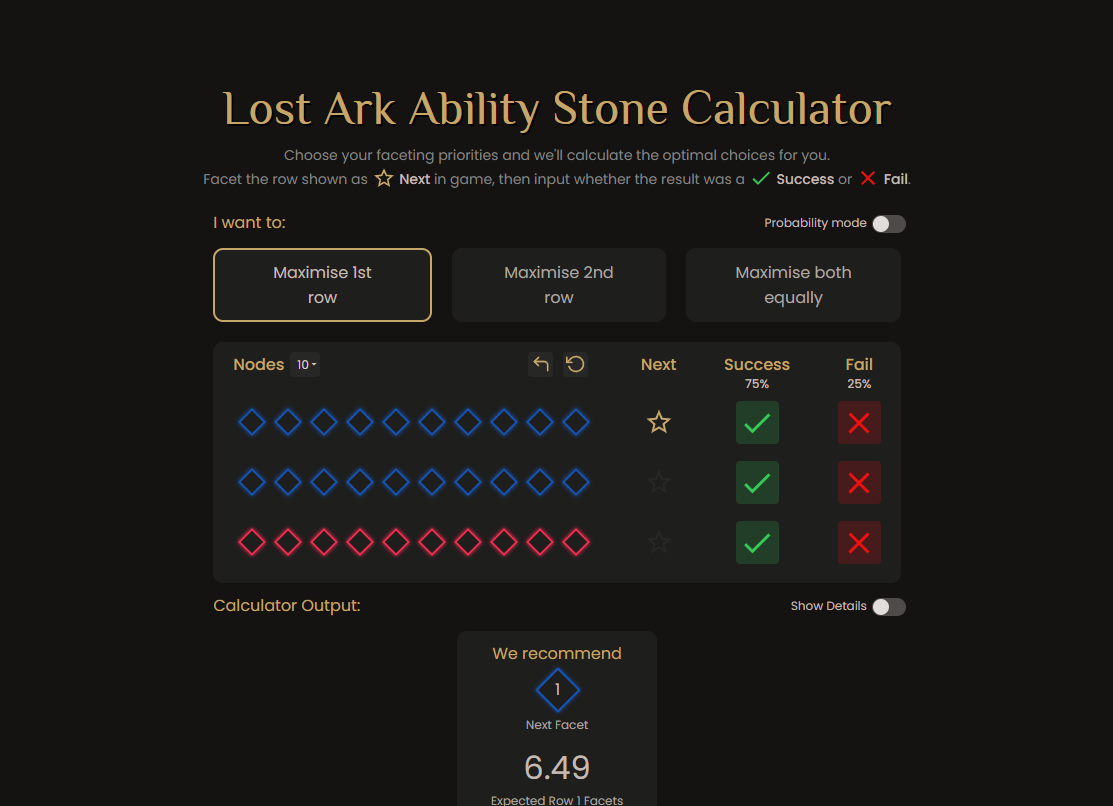 Lost Ark Ability Stone Calculator
Choose your faceting priorities and we'll calculate the optimal choices for you.
Facet the row shown as Next in game, then input whether the result was a Success or Fail.
I want to:
Probability mode
Maximise 1st
row
Maximise 2nd
row
Maximise both
equally
Nodes 10
Next
Success
Fail
75%
25%
Calculator Output:
Show Details
We recommend
1
Next Facet
6.49
Expected Row 1 Facets